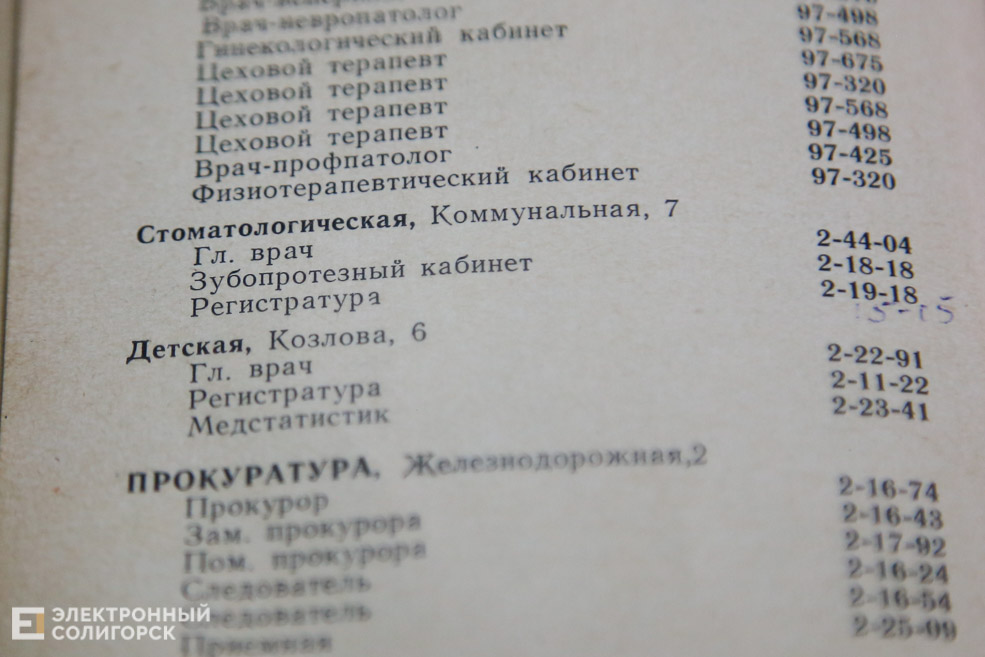 Врач-невропатолог 97-498
Гинекологический кабинет 97-568
Цеховой терапевт 97-675
Цеховой терапевт 97-320
Цеховой терапевт 97-568
Цеховой терапевт 97-498
Врач-профпатолог 97-425
Физиотерапевтический кабинет 97-320
Стоматологическая, Коммунальная, 7
Гл. врач 2-44-04
Зубопротезный кабинет 2-18-18
Регистратура 2-19-18
Детская, Козлова, 6
Гл. врач 2-22-91
Регистратура 2-11-22
Медстатистик 2-23-41
ПРОКУРАТУРА, Железнодорожная,2
Прокурор 2-16-74
Зам. прокурора 2-16-43
Пом. прокурора 2-17-92
Следователь 2-16-24
Следователь 2-16-54
Приемная 2-25-09
ЭЛЕКТРОННЫЙ
СОЛИГОРСК